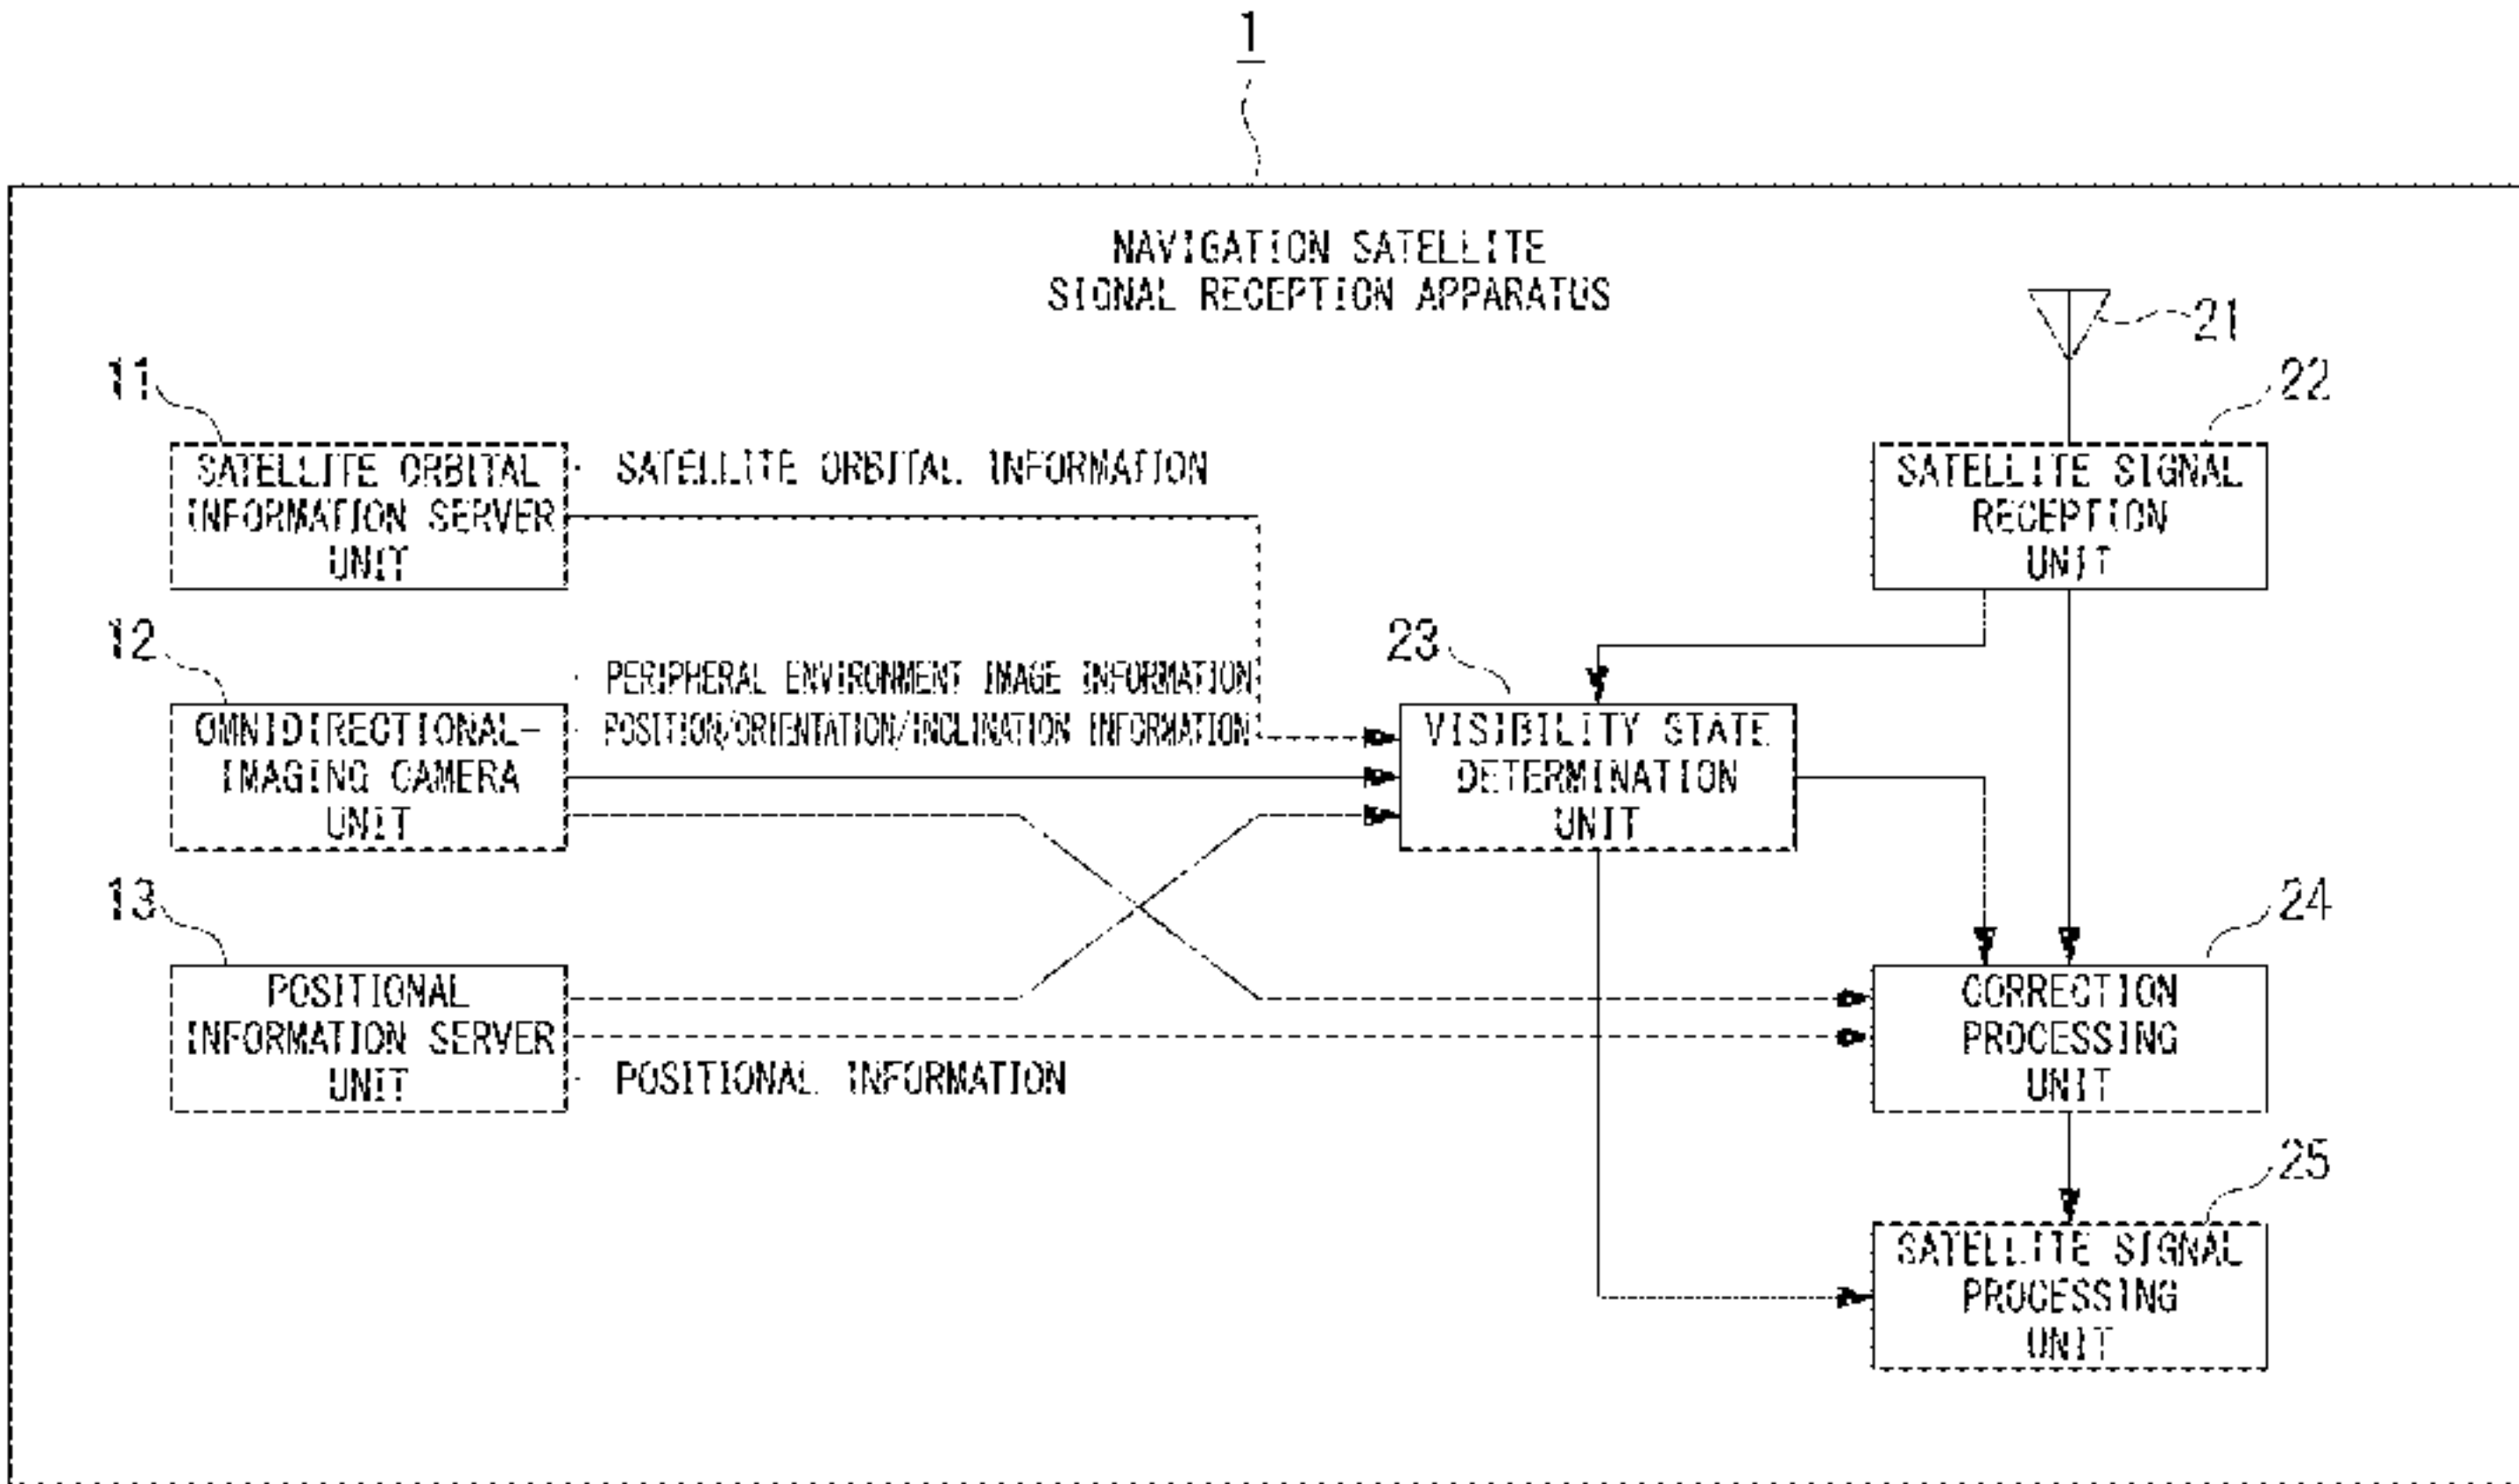 1
NAVIGATION SATELLITE
SIGNAL RECEPTION APPARATUS
21
11
22
SATELLITE ORBITAL
INFORMATION SERVER
UNIT
· SATELLITE ORBITAL INFORMATION
SATELLITE SIGNAL
RECEPTION
UNIT
12
23
· PERIPHERAL ENVIRONMENT IMAGE INFORMATION
· POSITION/ORIENTATION/INCLINATION INFORMATION
OMNIDIRECTIONAL-
IMAGING CAMERA
UNIT
VISIBILITY STATE
DETERMINATION
UNIT
13
24
POSITIONAL
INFORMATION SERVER
UNIT
· POSITIONAL INFORMATION
CORRECTION
PROCESSING
UNIT
25
SATELLITE SIGNAL
PROCESSING
UNIT